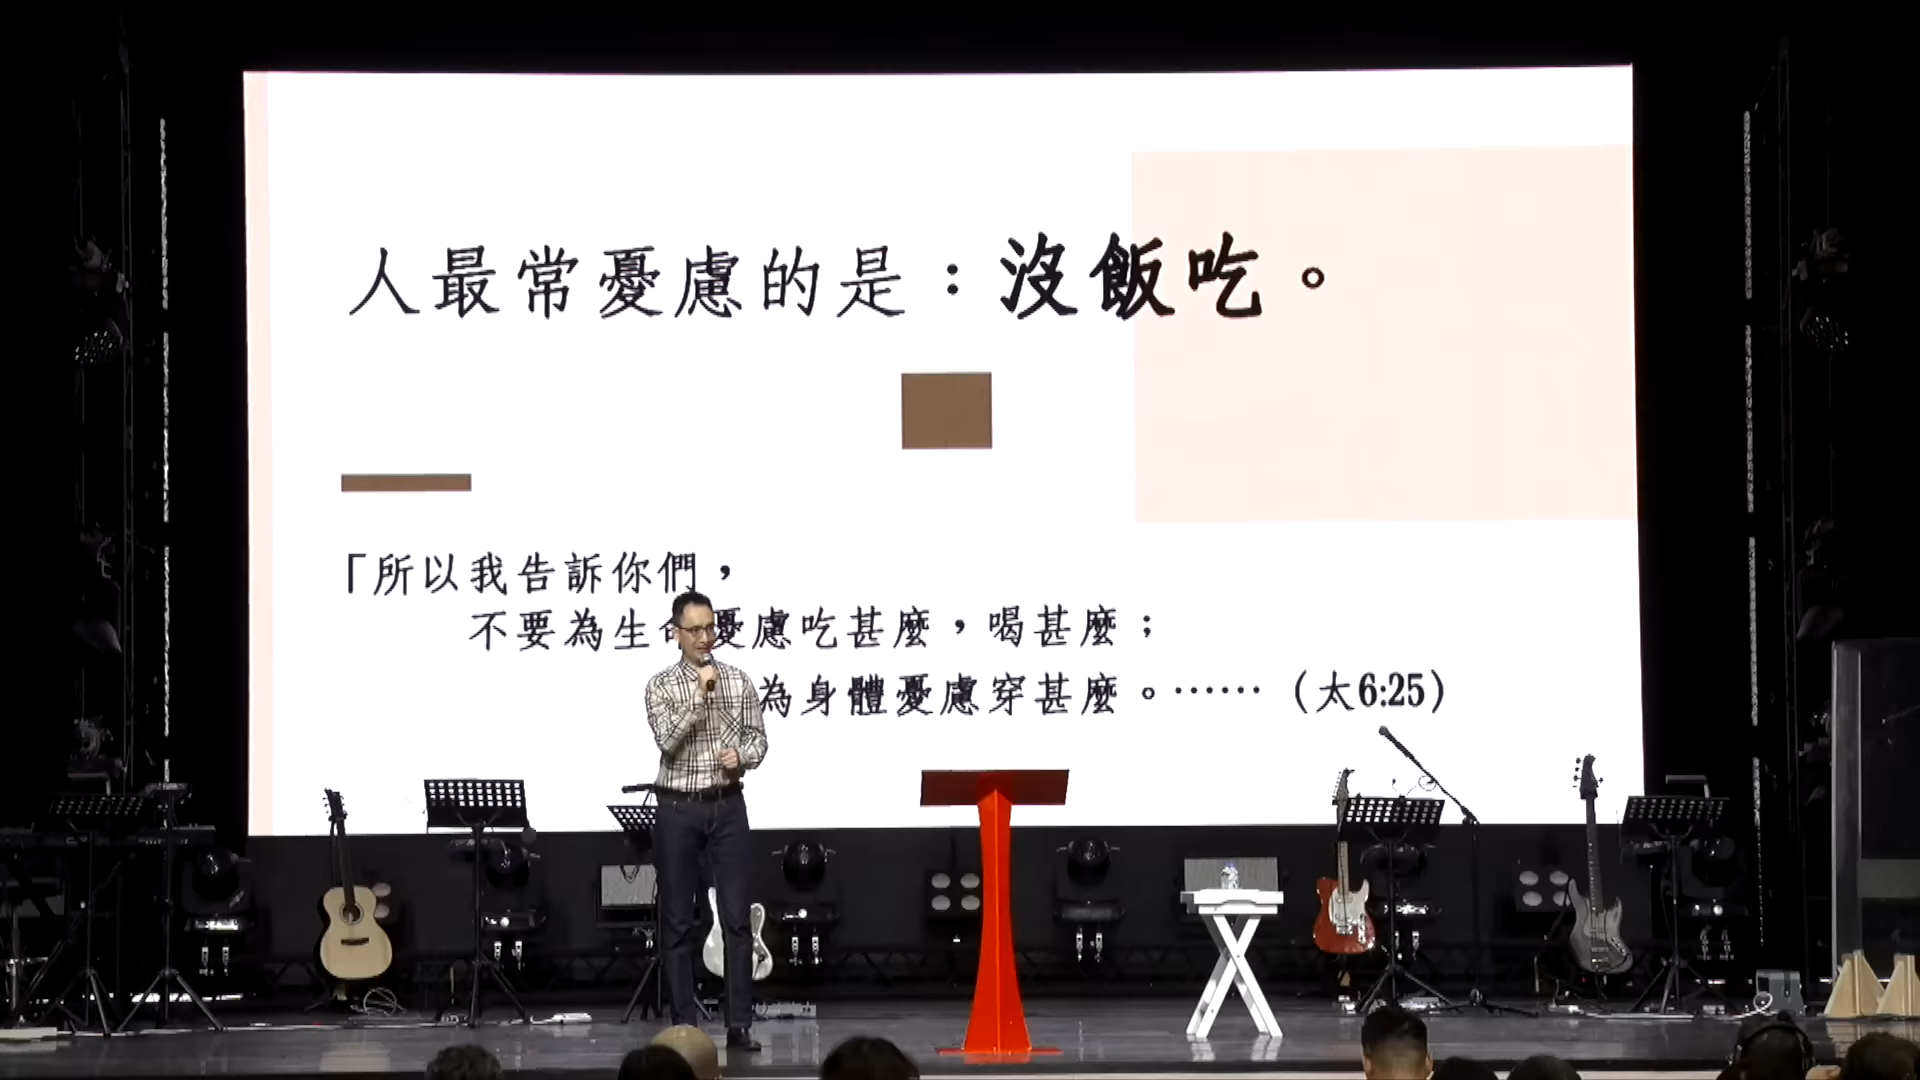 人最常憂慮的是：沒飯吃。
「所以我告訴你們，
不要為生命憂慮吃甚麼，喝甚麼；
為身體憂慮穿甚麼。⋯⋯（太6:25）